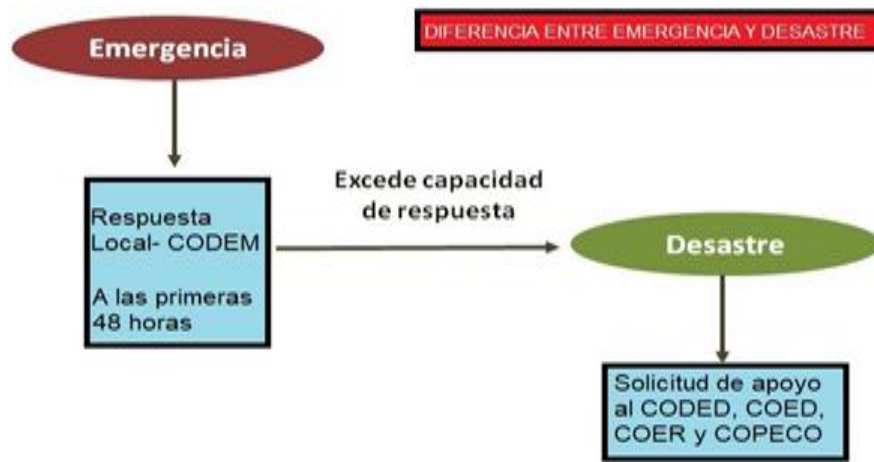 Emergencia
DIFERENCIA ENTRE EMERGENCIA Y DESASTRE
Respuesta
Local- CODEM
A las primeras
48 horas
Excede capacidad
de respuesta
Desastre
Solicitud de apoyo
al CODED, COED,
COER y COPECO